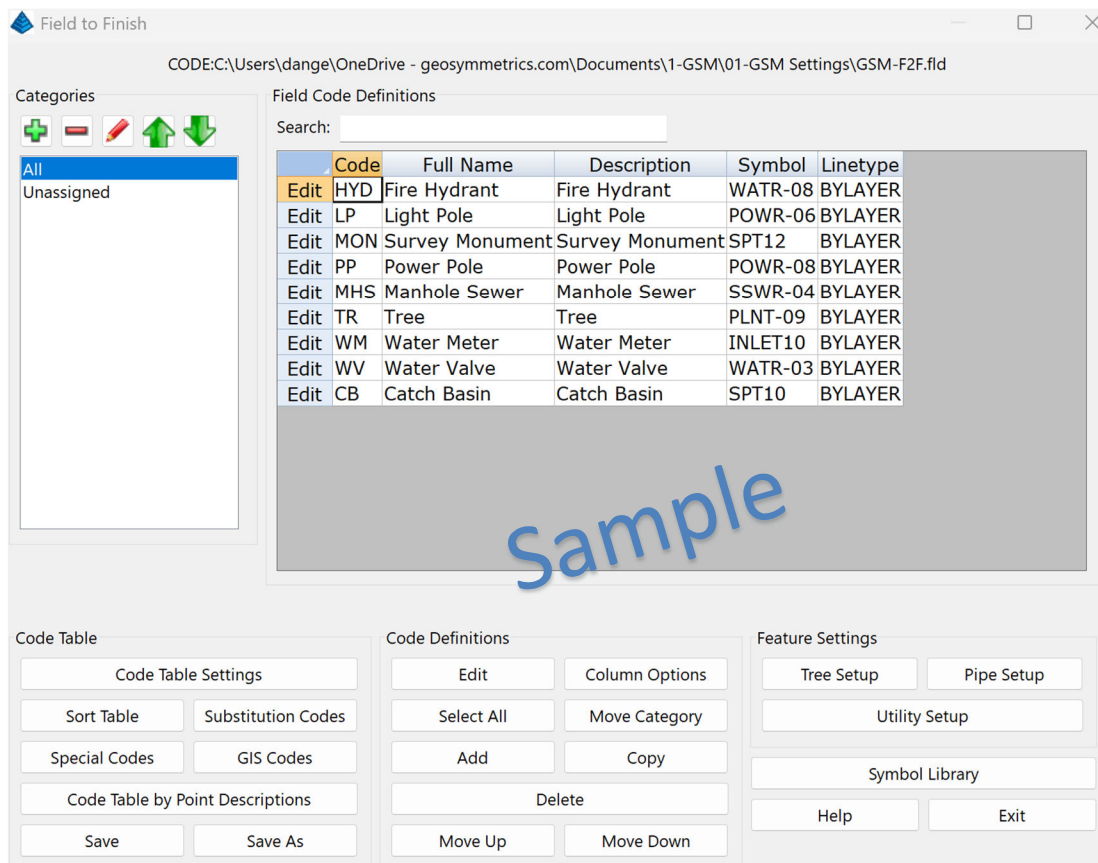 Field to Finish
CODE:C:\Users\dange\OneDrive - geosymmetrics.com\Documents\1-GSM\01-GSM Settings\GSM-F2F.fld
Categories
All
Unassigned
Field Code Definitions
Search:
Code Full Name Description Symbol Linetype
Edit HYD Fire Hydrant Fire Hydrant WATR-08 BYLAYER
Edit LP Light Pole Light Pole POWR-06 BYLAYER
Edit MON Survey Monument Survey Monument SPT12 BYLAYER
Edit PP Power Pole Power Pole POWR-08 BYLAYER
Edit MHS Manhole Sewer Manhole Sewer SSWR-04 BYLAYER
Edit TR Tree Tree PLNT-09 BYLAYER
Edit WM Water Meter Water Meter INLET10 BYLAYER
Edit WV Water Valve Water Valve WATR-03 BYLAYER
Edit CB Catch Basin Catch Basin SPT10 BYLAYER
Sample
Code Table
Code Table Settings
Sort Table Substitution Codes
Special Codes GIS Codes
Code Table by Point Descriptions
Save Save As
Code Definitions
Edit Column Options
Select All Move Category
Add Copy
Delete
Move Up Move Down
Feature Settings
Tree Setup Pipe Setup
Utility Setup
Symbol Library
Help Exit